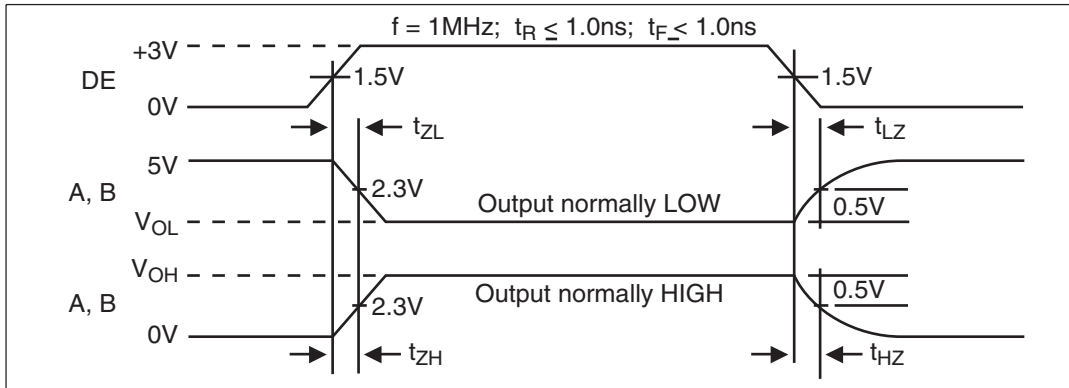 f = 1MHz; tR ≤ 1.0ns; tF ≤ 1.0ns
+3V
DE
1.5V
1.5V
0V
tZL
tLZ
5V
A, B
2.3V
Output normally LOW
0.5V
VOL
VOH
A, B
2.3V
Output normally HIGH
0.5V
0V
tZH
tHZ